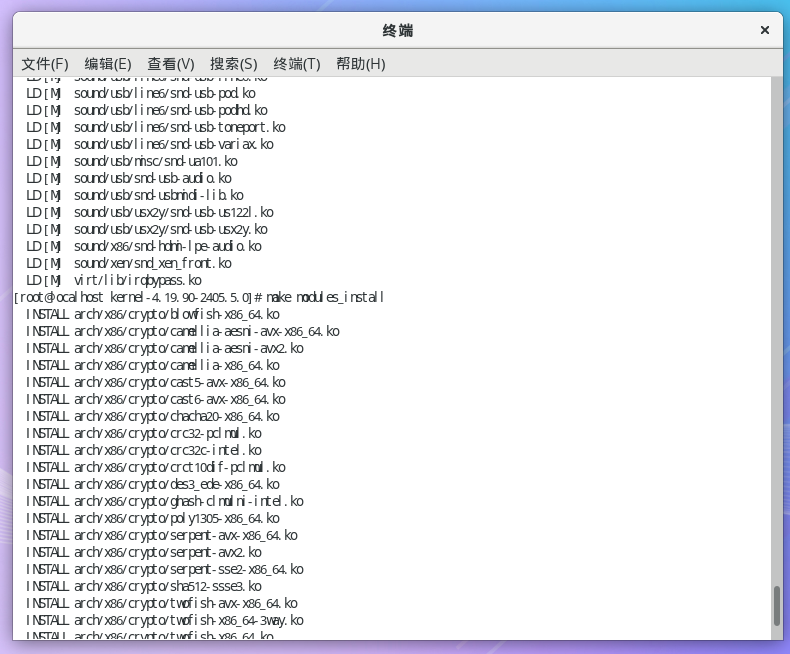 终端
文件(F) 编辑(E) 查看(V) 搜索(S) 终端(T) 帮助(H)
LD [M] sound/usb/line6/snd-usb-line6.ko
LD [M] sound/usb/line6/snd-usb-pod.ko
LD [M] sound/usb/line6/snd-usb-podhd.ko
LD [M] sound/usb/line6/snd-usb-toneport.ko
LD [M] sound/usb/line6/snd-usb-variax.ko
LD [M] sound/usb/misc/snd-ua101.ko
LD [M] sound/usb/snd-usb-audio.ko
LD [M] sound/usb/snd-usbmidi-lib.ko
LD [M] sound/usb/usx2y/snd-usb-us122l.ko
LD [M] sound/usb/usx2y/snd-usb-usx2y.ko
LD [M] sound/x86/snd-hdmi-lpe-audio.ko
LD [M] sound/xen/snd_xen_front.ko
LD [M] virt/lib/irqbypass.ko
[root@localhost kernel-4.19.90-2405.5.0]# make modules_install
INSTALL arch/x86/crypto/blowfish-x86_64.ko
INSTALL arch/x86/crypto/camellia-aesni-avx-x86_64.ko
INSTALL arch/x86/crypto/camellia-aesni-avx2.ko
INSTALL arch/x86/crypto/camellia-x86_64.ko
INSTALL arch/x86/crypto/cast5-avx-x86_64.ko
INSTALL arch/x86/crypto/cast6-avx-x86_64.ko
INSTALL arch/x86/crypto/chacha20-x86_64.ko
INSTALL arch/x86/crypto/crc32-pclmul.ko
INSTALL arch/x86/crypto/crc32c-intel.ko
INSTALL arch/x86/crypto/crct10dif-pclmul.ko
INSTALL arch/x86/crypto/des3_ede-x86_64.ko
INSTALL arch/x86/crypto/ghash-clmulni-intel.ko
INSTALL arch/x86/crypto/poly1305-x86_64.ko
INSTALL arch/x86/crypto/serpent-avx-x86_64.ko
INSTALL arch/x86/crypto/serpent-avx2.ko
INSTALL arch/x86/crypto/serpent-sse2-x86_64.ko
INSTALL arch/x86/crypto/sha512-ssse3.ko
INSTALL arch/x86/crypto/twofish-avx-x86_64.ko
INSTALL arch/x86/crypto/twofish-x86_64-3way.ko
INSTALL arch/x86/crypto/twofish-x86_64.ko